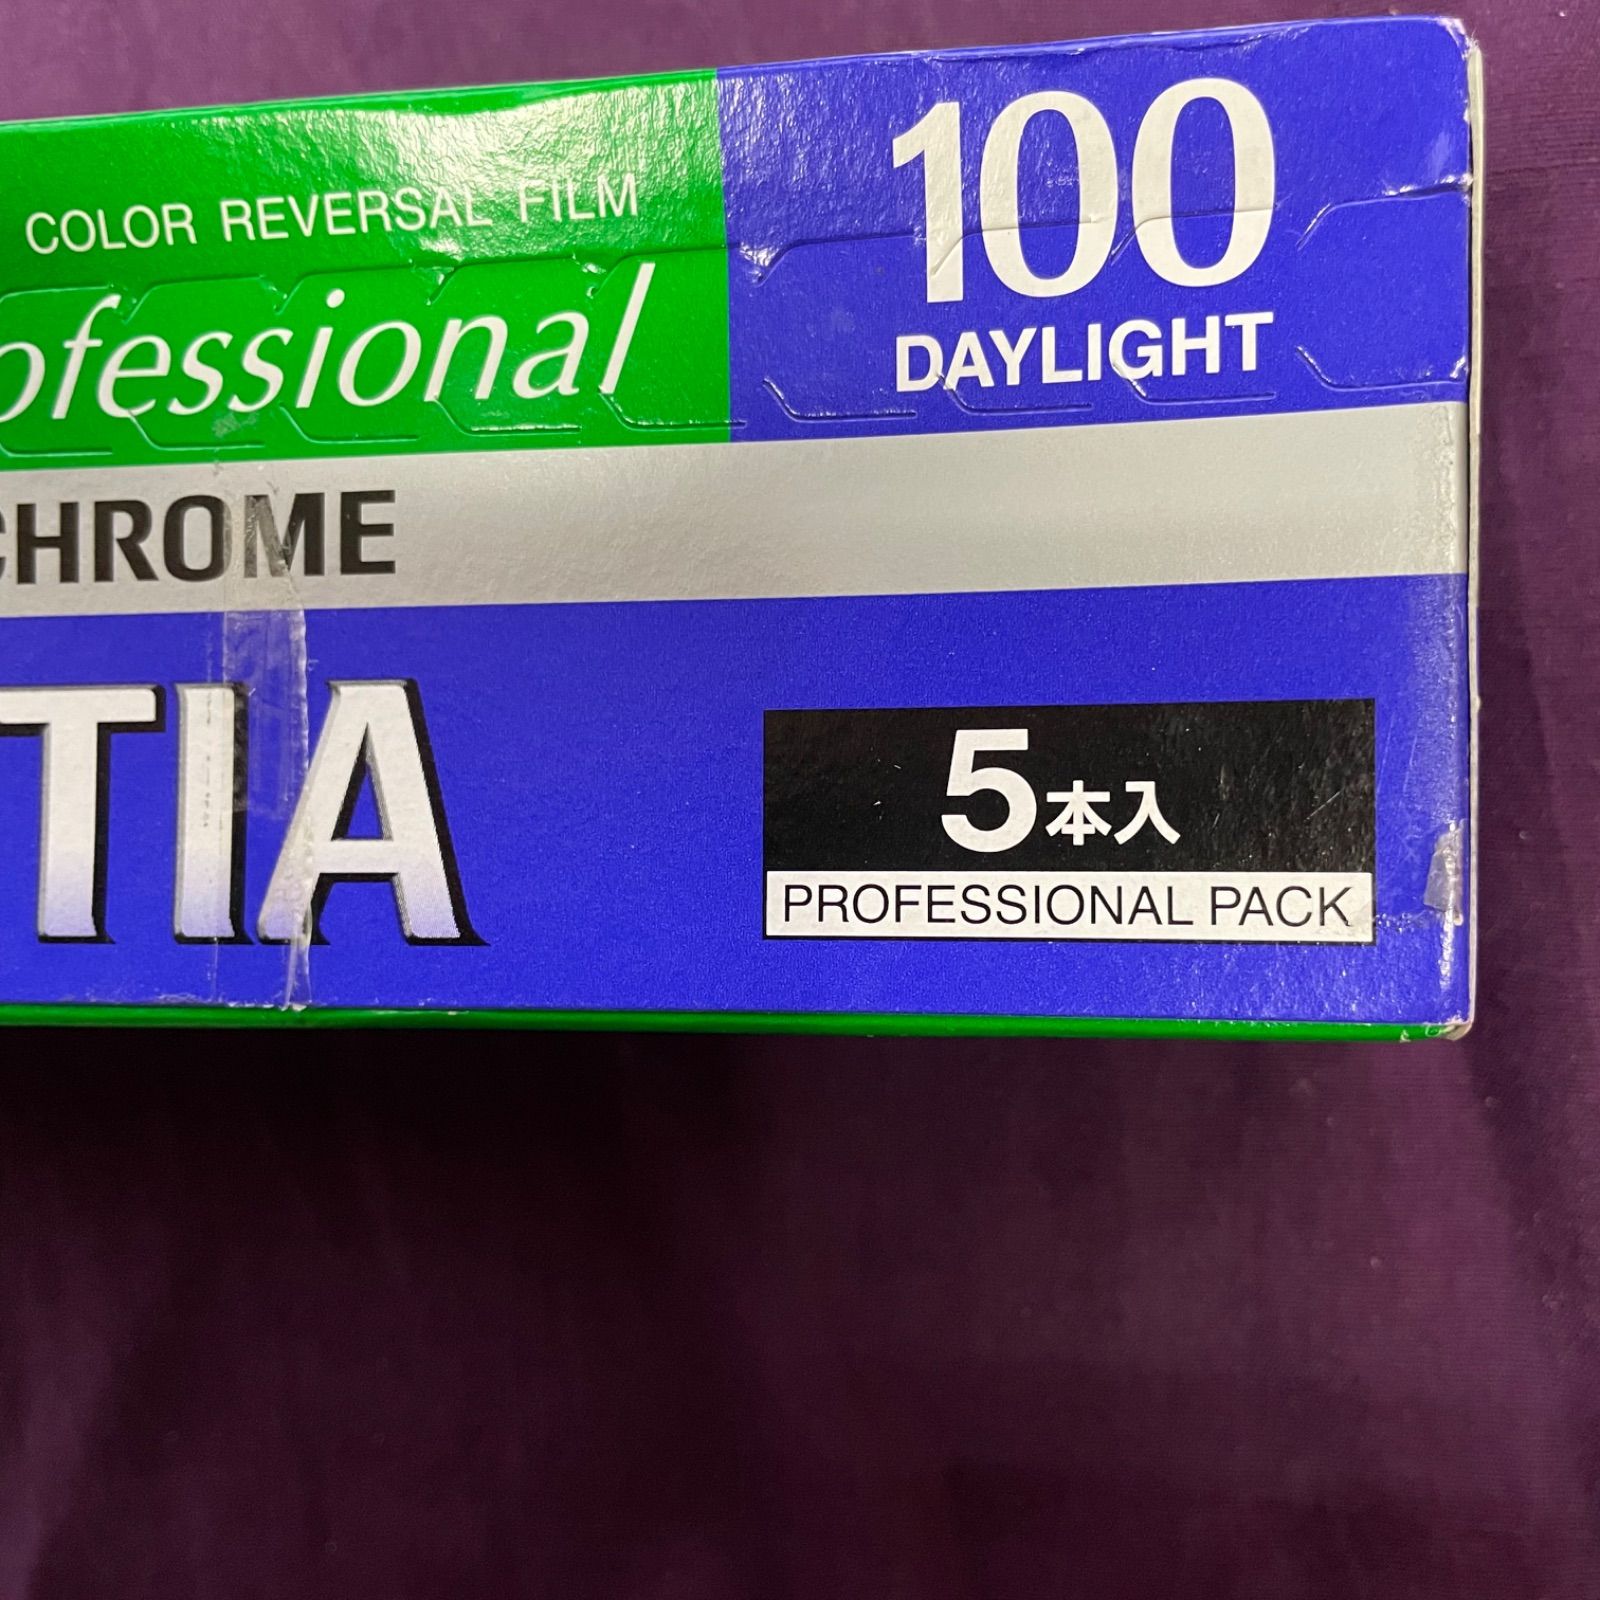 COLOR REVERSAL FILM
ofessional
100
DAYLIGHT
CHROME
TIA
5本入
PROFESSIONAL PACK